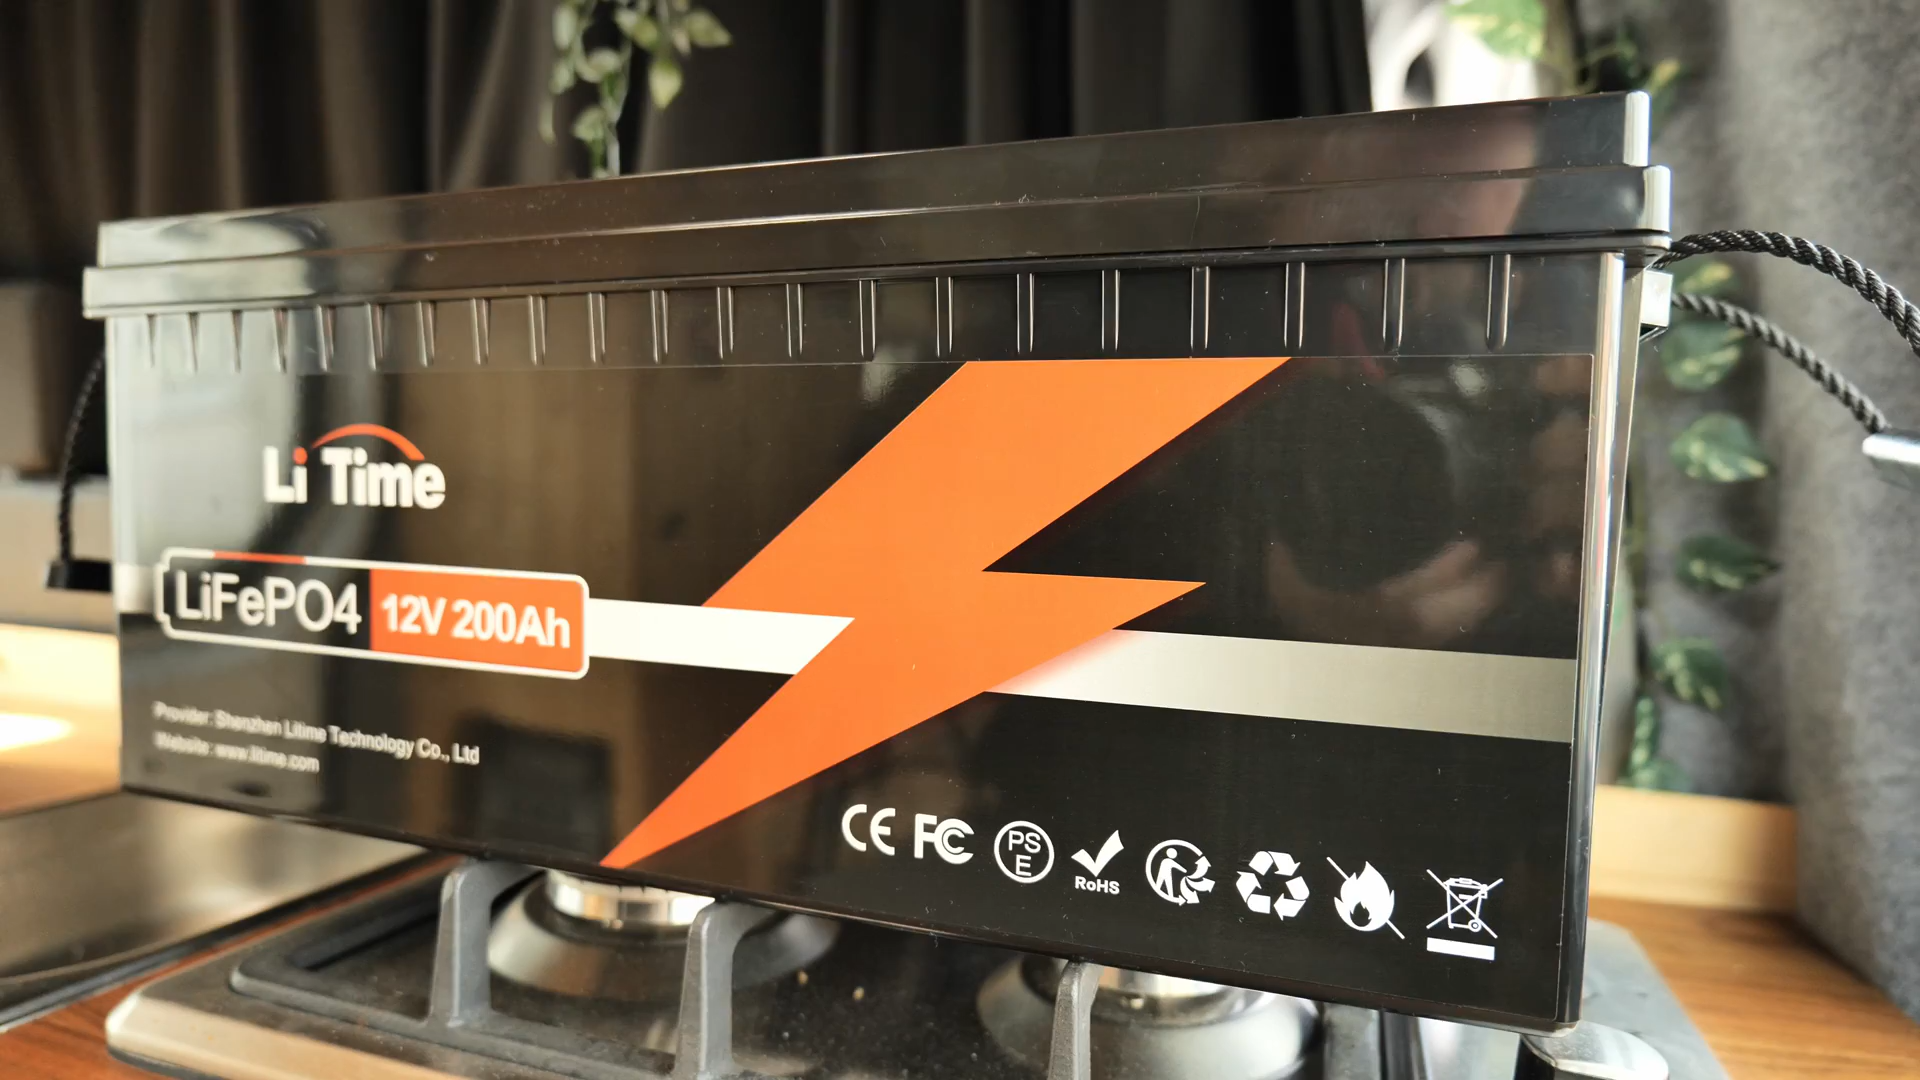 Li Time
LiFePO4 12V 200Ah
Provider: Shenzhen Litime Technology Co., Ltd
Website: www.litime.com
CE FC PS E RoHS